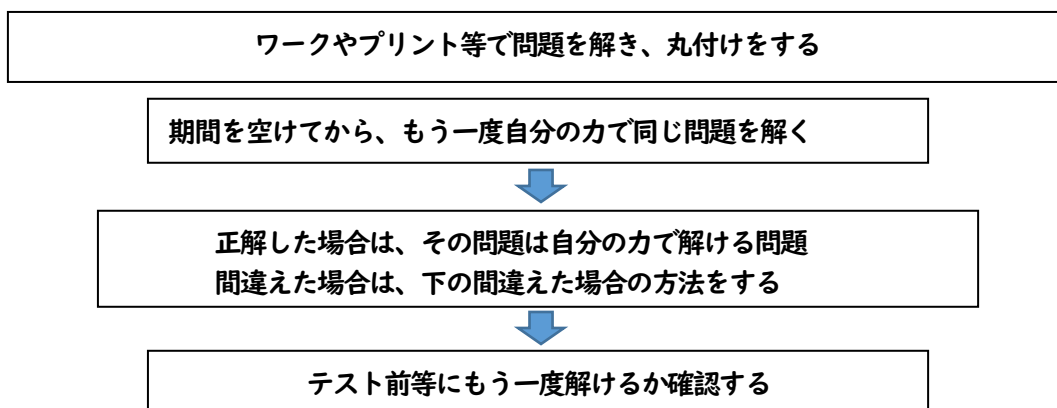 ワークやプリント等で問題を解き、丸付けをする
期間を空けてから、もう一度自分の力で同じ問題を解く
正解した場合は、その問題は自分の力で解ける問題
間違えた場合は、下の間違えた場合の方法をする
テスト前等にもう一度解けるか確認する